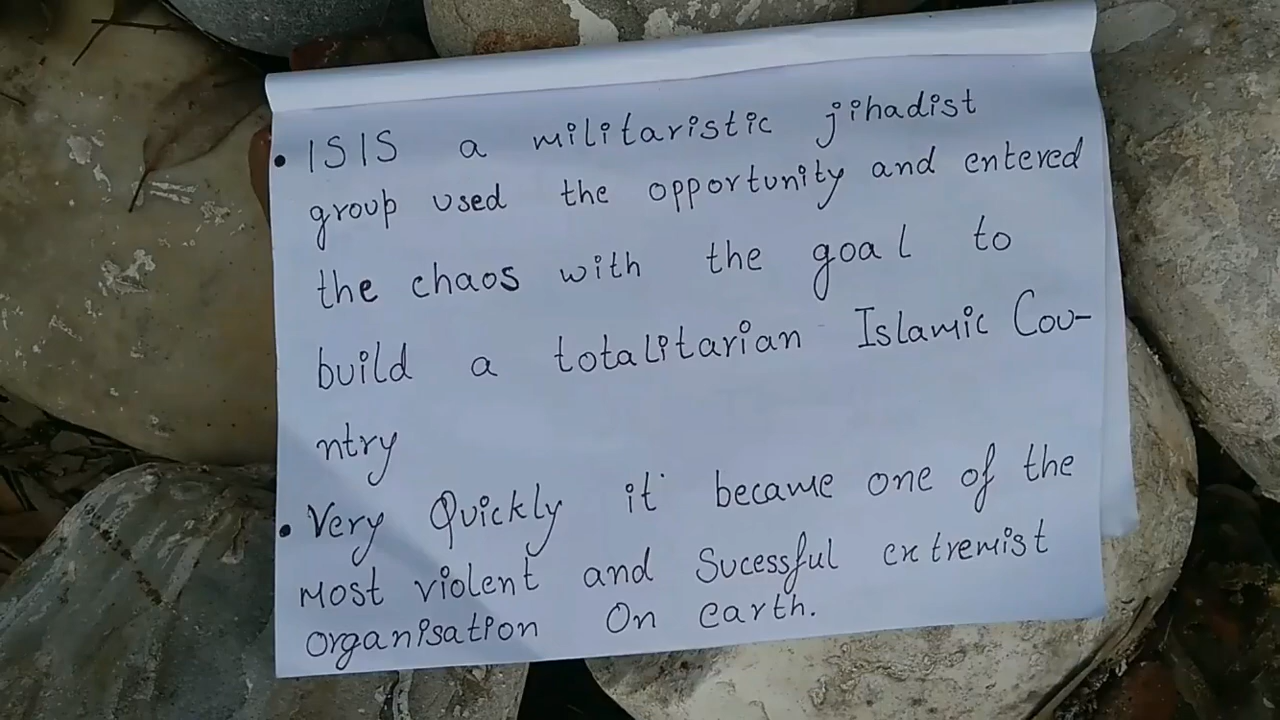 • ISIS a militaristic jihadist
group used the opportunity and entered
the chaos with the goal to
build a totalitarian Islamic Cou-
ntry
• Very Quickly it became one of the
Most violent and Sucessful extremist
organisation On earth.